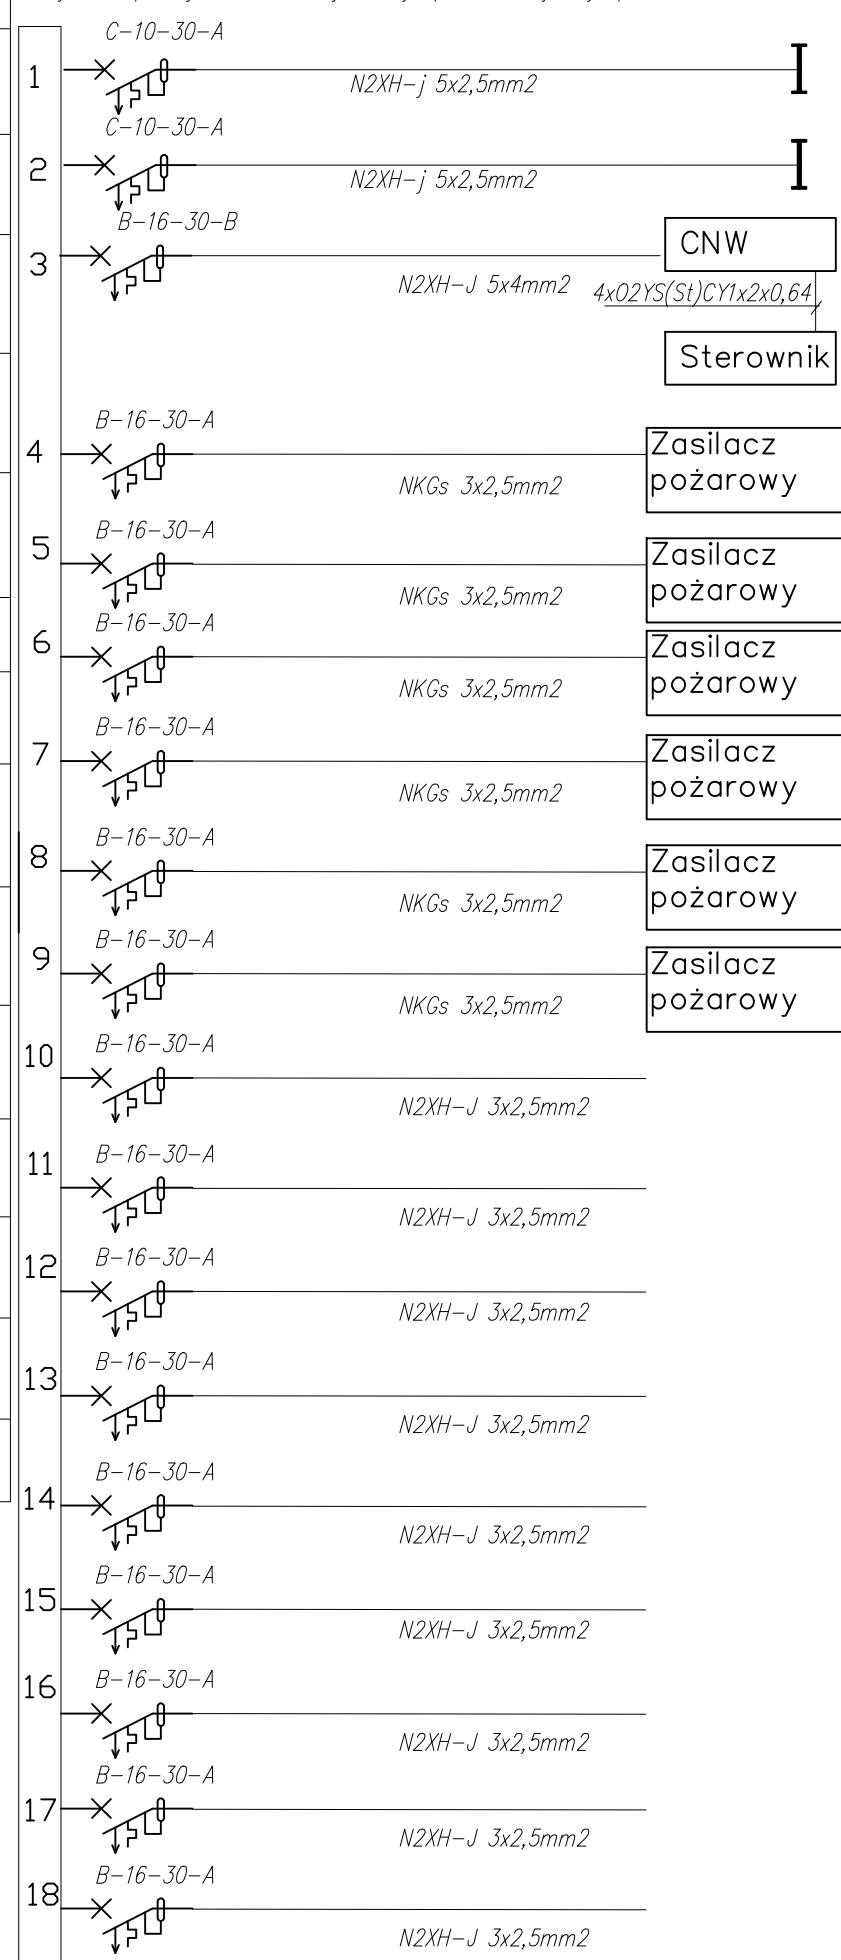 C-10-30-A
1
N2XH-j 5x2,5mm2
C-10-30-A
2
N2XH-j 5x2,5mm2
B-16-30-B
3
CNW
N2XH-J 5x4mm2
4xO2YS(St)CY1x2x0,64
Sterownik
B-16-30-A
4
Zasilacz
pożarowy
NKGs 3x2,5mm2
B-16-30-A
5
Zasilacz
pożarowy
NKGs 3x2,5mm2
B-16-30-A
6
Zasilacz
pożarowy
NKGs 3x2,5mm2
B-16-30-A
7
Zasilacz
pożarowy
NKGs 3x2,5mm2
B-16-30-A
8
Zasilacz
pożarowy
NKGs 3x2,5mm2
B-16-30-A
9
Zasilacz
pożarowy
NKGs 3x2,5mm2
B-16-30-A
10
N2XH-J 3x2,5mm2
B-16-30-A
11
N2XH-J 3x2,5mm2
B-16-30-A
12
N2XH-J 3x2,5mm2
B-16-30-A
13
N2XH-J 3x2,5mm2
B-16-30-A
14
N2XH-J 3x2,5mm2
B-16-30-A
15
N2XH-J 3x2,5mm2
B-16-30-A
16
N2XH-J 3x2,5mm2
B-16-30-A
17
N2XH-J 3x2,5mm2
B-16-30-A
18
N2XH-J 3x2,5mm2